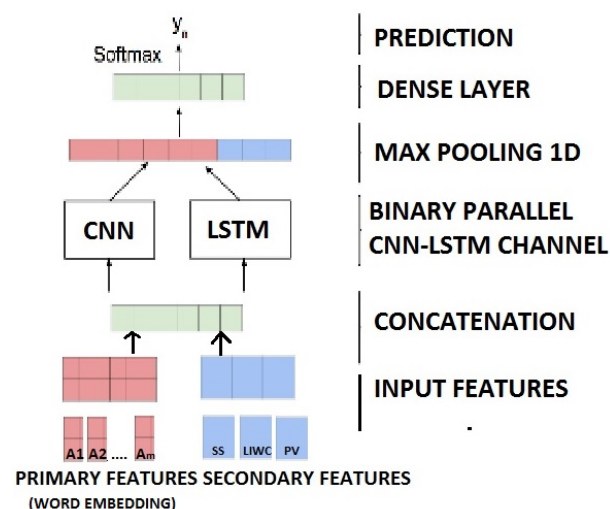 yn
Softmax
PREDICTION
DENSE LAYER
MAX POOLING 1D
CNN
LSTM
BINARY PARALLEL
CNN-LSTM CHANNEL
CONCATENATION
INPUT FEATURES
A1 A2 .... Am
SS LIWC PV
PRIMARY FEATURES SECONDARY FEATURES
(WORD EMBEDDING)